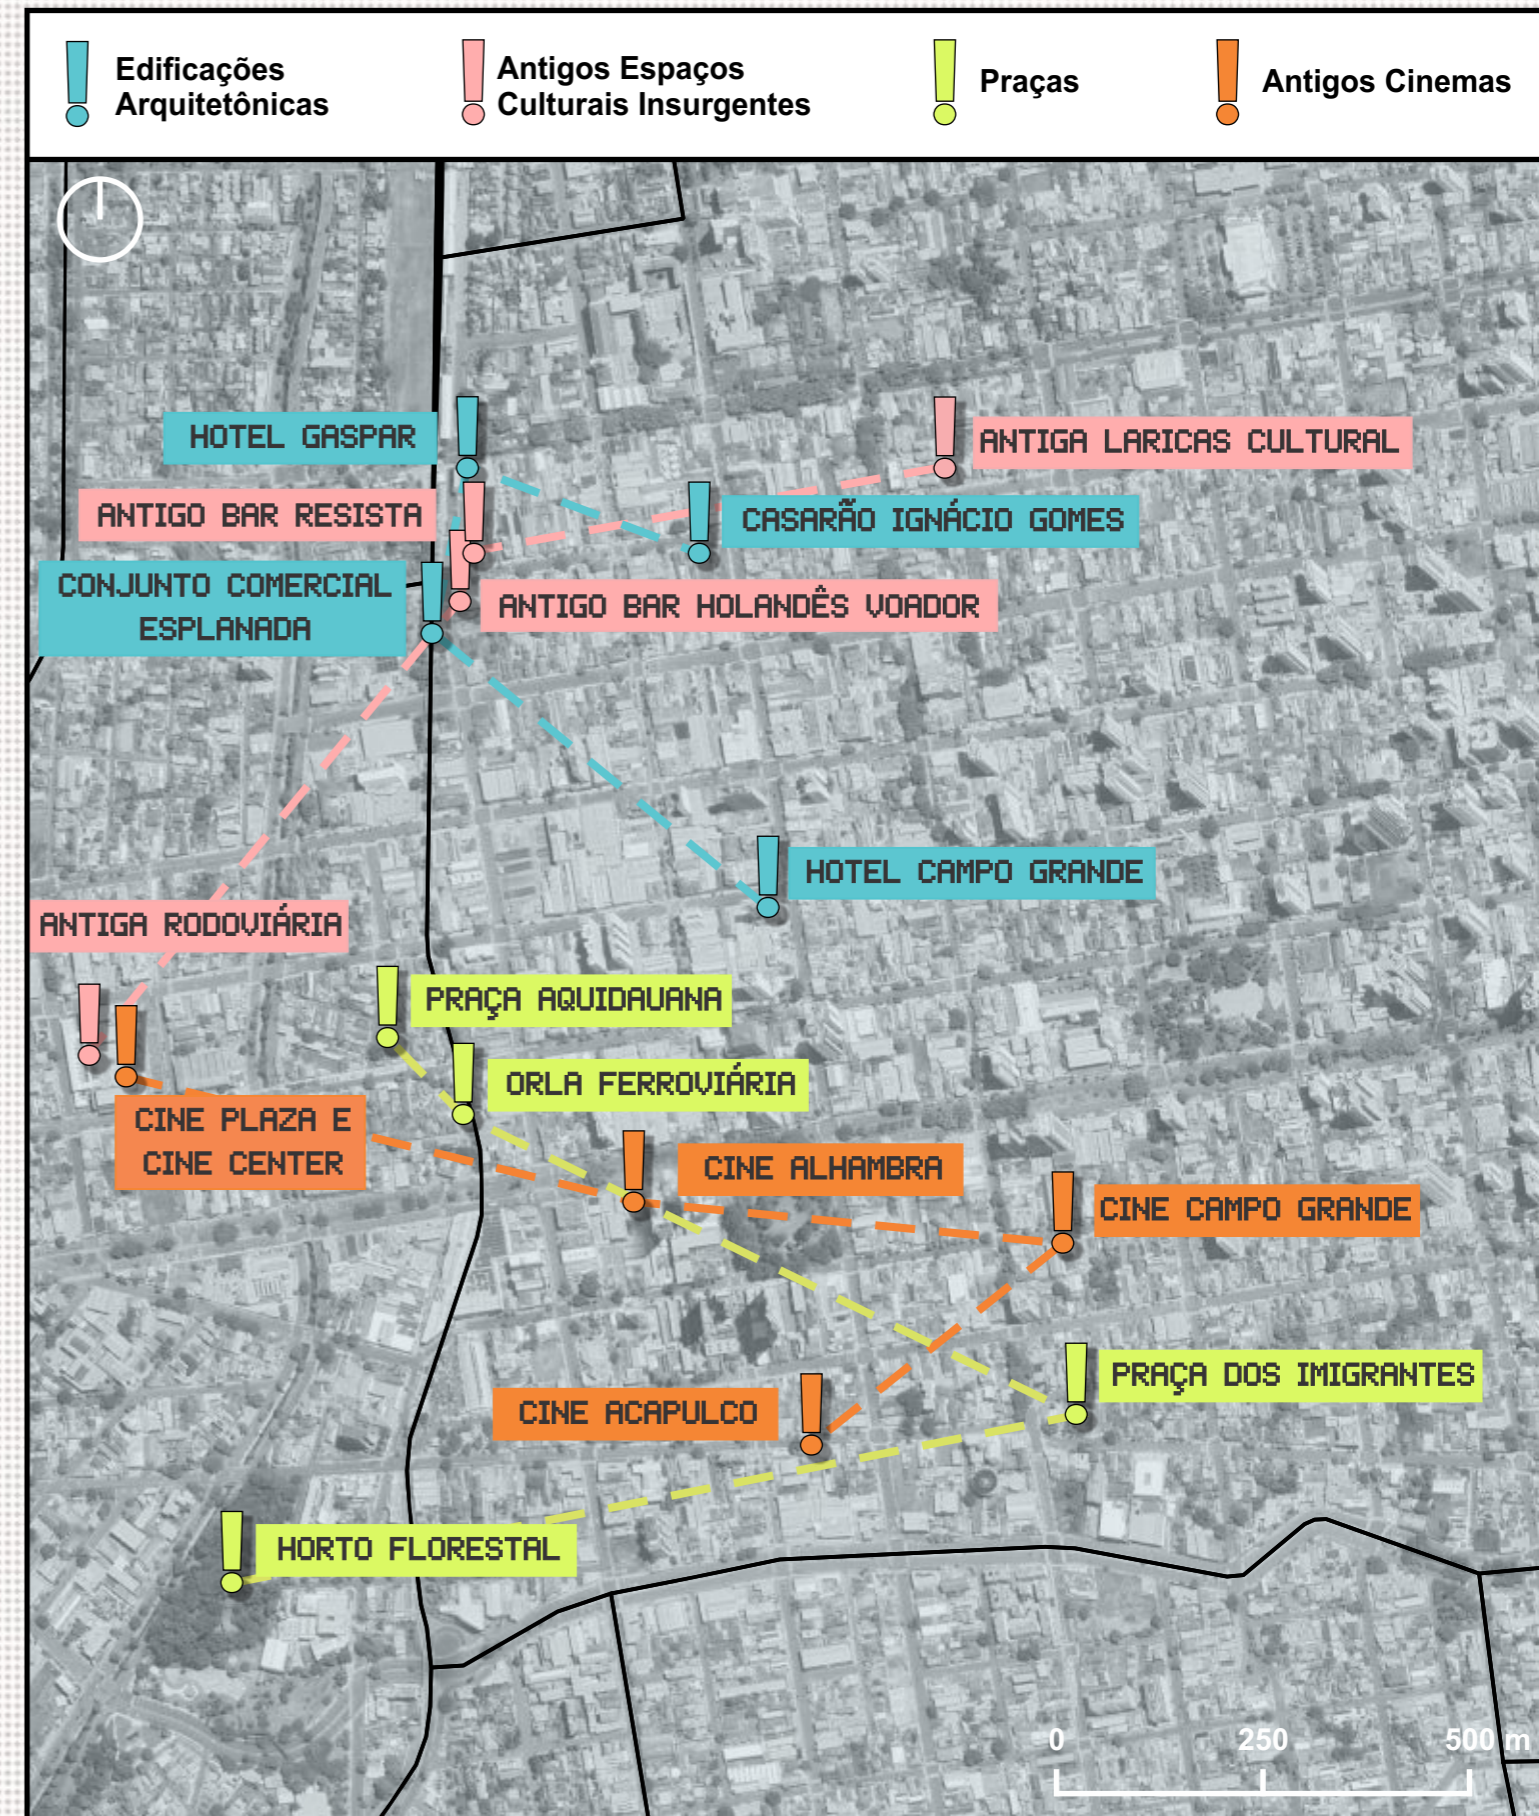 Edificações
Arquitetônicas
Antigos Espaços
Culturais Insurgentes
Praças
Antigos Cinemas
HOTEL GASPAR
ANTIGA LARICAS CULTURAL
ANTIGO BAR RESISTA
CASARÃO IGNÁCIO GOMES
CONJUNTO COMERCIAL
ESPLANADA
ANTIGO BAR HOLANDÊS VOADOR
HOTEL CAMPO GRANDE
ANTIGA RODOVIÁRIA
PRAÇA AQUIDAUANA
ORLA FERROVIÁRIA
CINE PLAZA E
CINE CENTER
CINE ALHAMBRA
CINE CAMPO GRANDE
PRAÇA DOS IMIGRANTES
CINE ACAPULCO
HORTO FLORESTAL
0 250 500 m